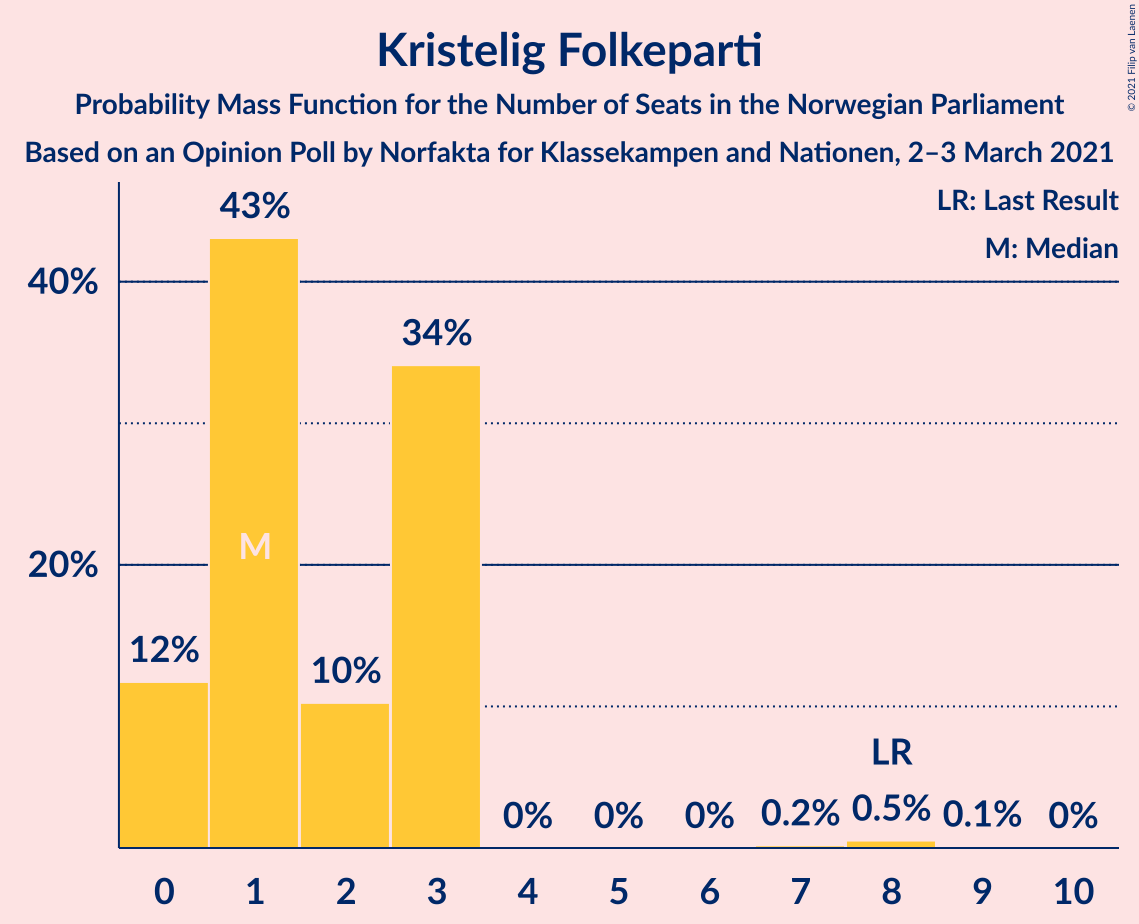 Kristelig Folkeparti
Probability Mass Function for the Number of Seats in the Norwegian Parliament
Based on an Opinion Poll by Norfakta for Klassekampen and Nationen, 2–3 March 2021
© 2021 Filip van Laenen
LR: Last Result
M: Median
43%
40%
34%
M
20%
12%
10%
LR
0% 0% 0% 0.2% 0.5% 0.1% 0%
0 1 2 3 4 5 6 7 8 9 10